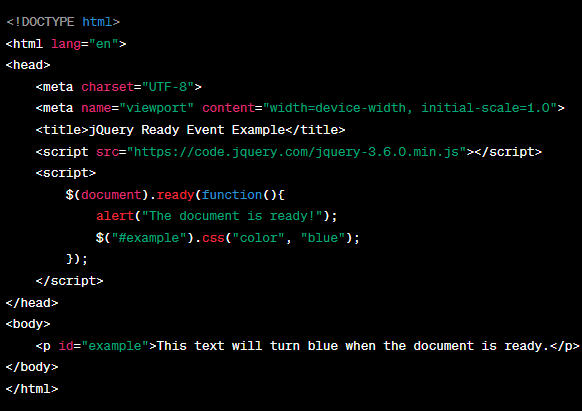 <!DOCTYPE html>
<html lang="en">
<head>
    <meta charset="UTF-8">
    <meta name="viewport" content="width=device-width, initial-scale=1.0">
    <title>jQuery Ready Event Example</title>
    <script src="https://code.jquery.com/jquery-3.6.0.min.js"></script>
    <script>
        $(document).ready(function(){
            alert("The document is ready!");
            $("#example").css("color", "blue");
        });
    </script>
</head>
<body>
    <p id="example">This text will turn blue when the document is ready.</p>
</body>
</html>